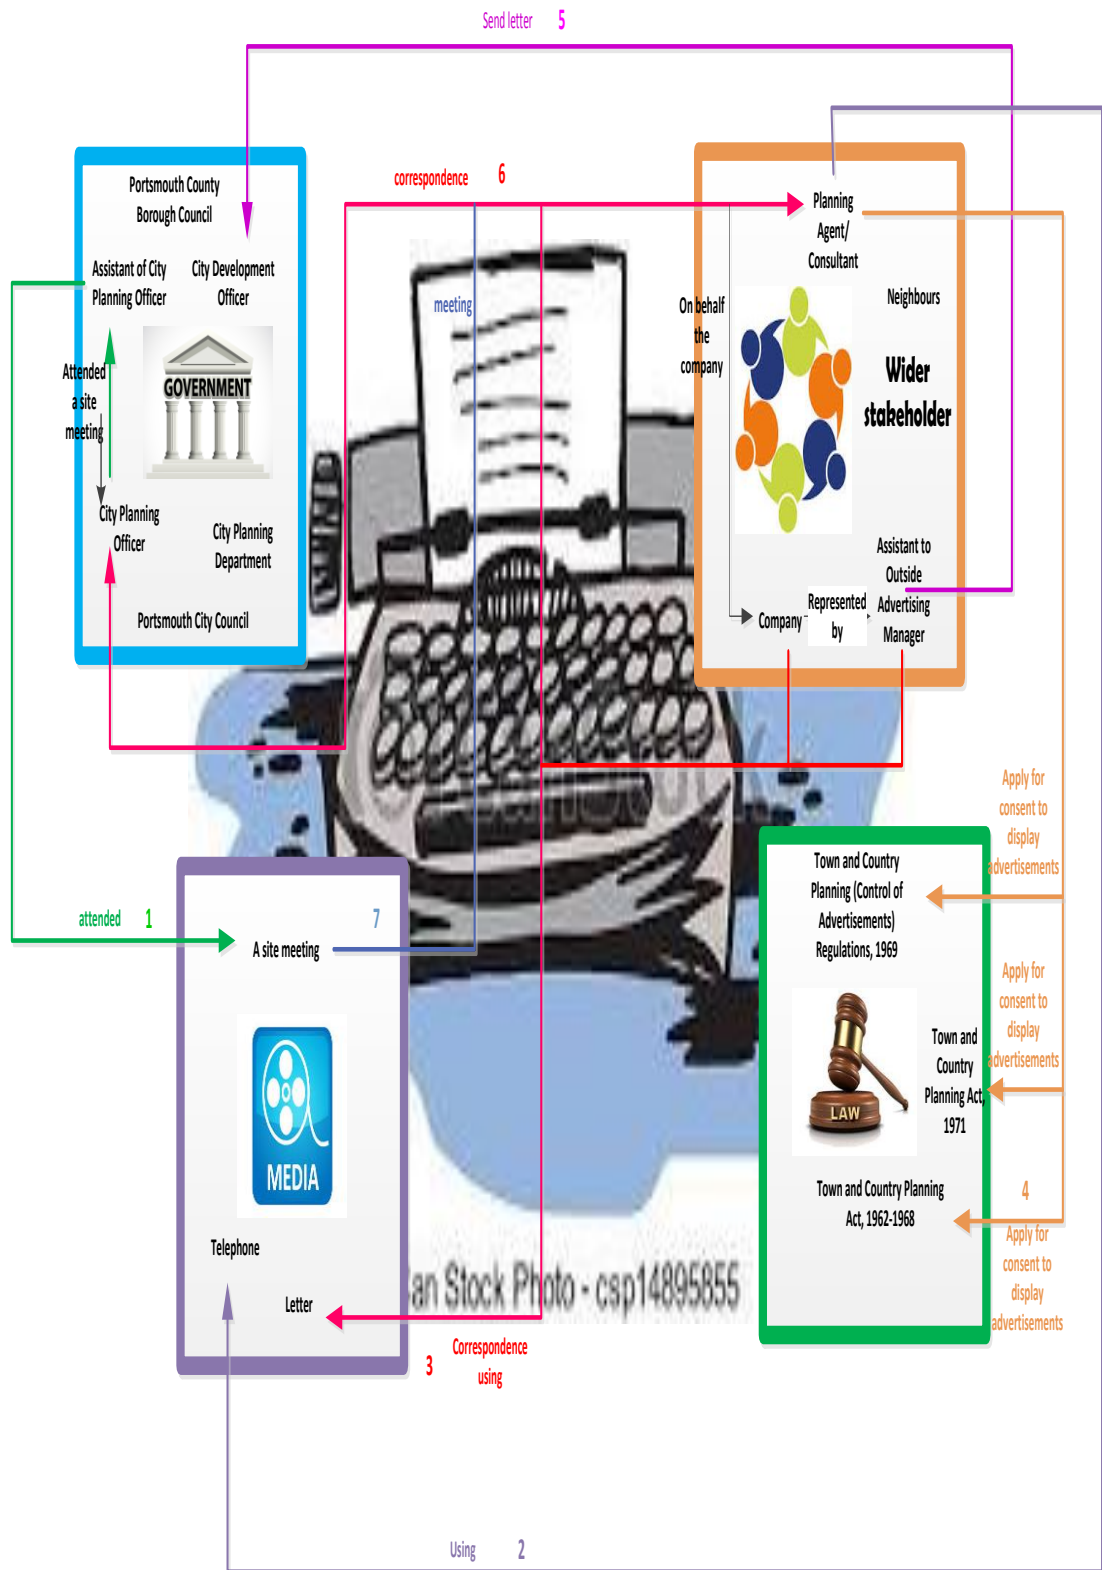 Send letter 5
correspondence 6
Portsmouth County
Borough Council
Assistant of City
Planning Officer
City Development
Officer
GOVERNMENT
Attended
a site
meeting
City Planning
Officer
City Planning
Department
Portsmouth City Council
meeting
Planning
Agent/
Consultant
Neighbours
On behalf
the
company
Wider
stakeholder
Assistant to
Outside
Advertising
Manager
Represented
by
Company
attended 1
7
A site meeting
MEDIA
Telephone
Letter
3
Correspondence
using
Using 2
an Stock Photo - csp14895855
Town and Country
Planning (Control of
Advertisements)
Regulations, 1969
Town and
Country
Planning Act,
1971
LAW
Town and Country Planning
Act, 1962-1968
Apply for
consent to
display
advertisements
Apply for
consent to
display
advertisements
4
Apply for
consent to
display
advertisements